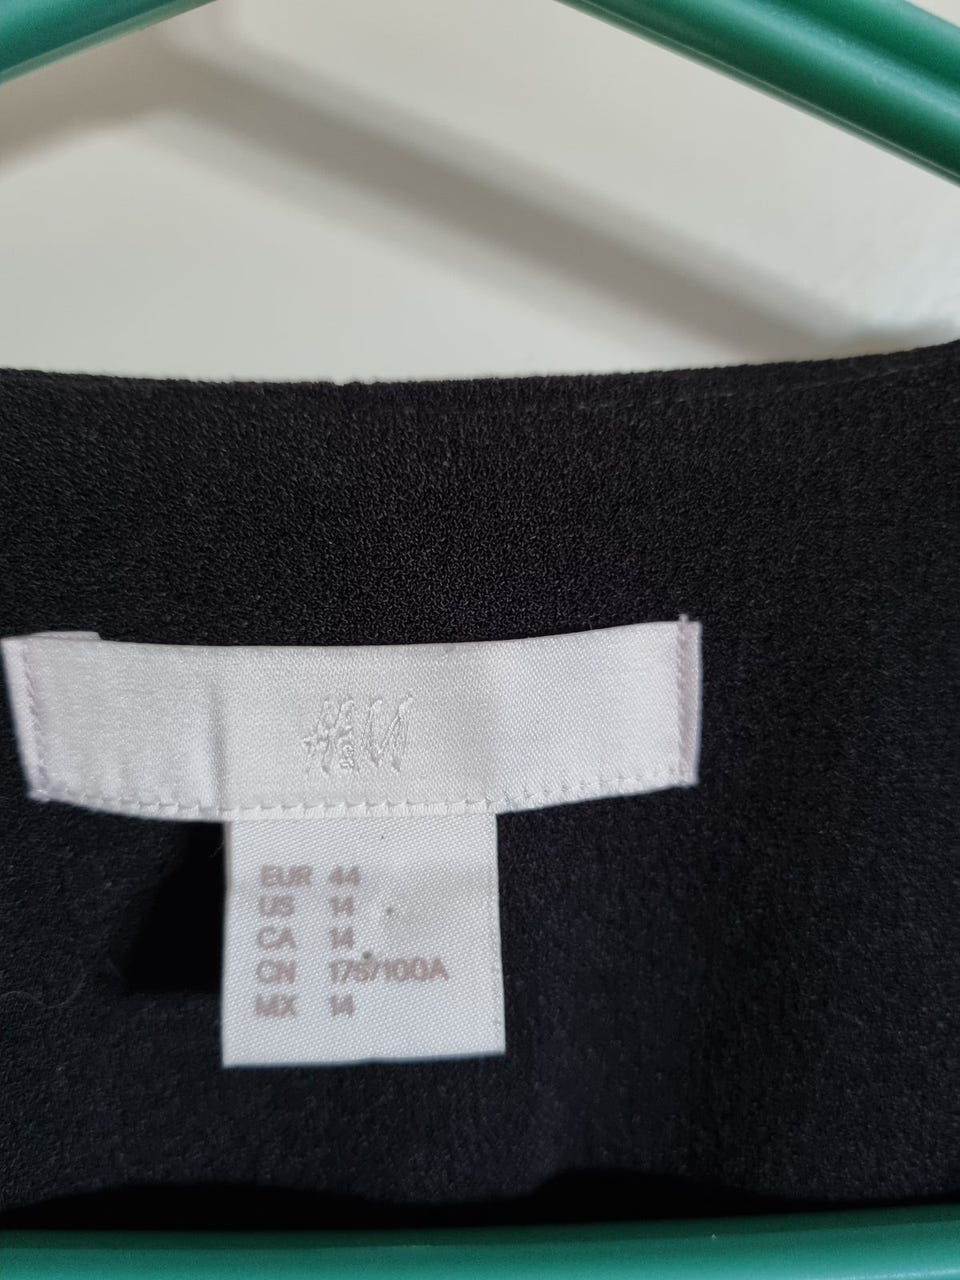 H&M
EUR 44
US 14
CA 14
CN 175/100A
MX 14